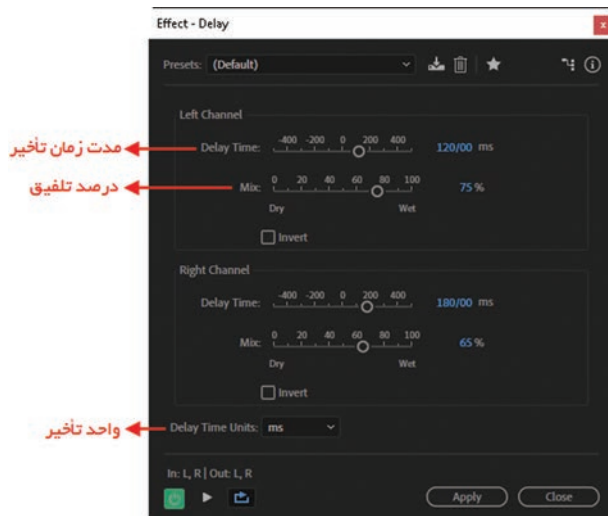 Effect - Delay
x
Presets: (Default)
Left Channel
مدت زمان تأخیر
-400 -200 0 200 400
Delay Time: 120/00 ms
درصد تلفیق
0 20 40 60 80 100
Mix: 75 %
Dry Wet
Invert
Right Channel
-400 -200 0 200 400
Delay Time: 180/00 ms
0 20 40 60 80 100
Mix: 65 %
Dry Wet
Invert
واحد تأخیر
Delay Time Units: ms
In: L, R | Out: L, R
Apply Close